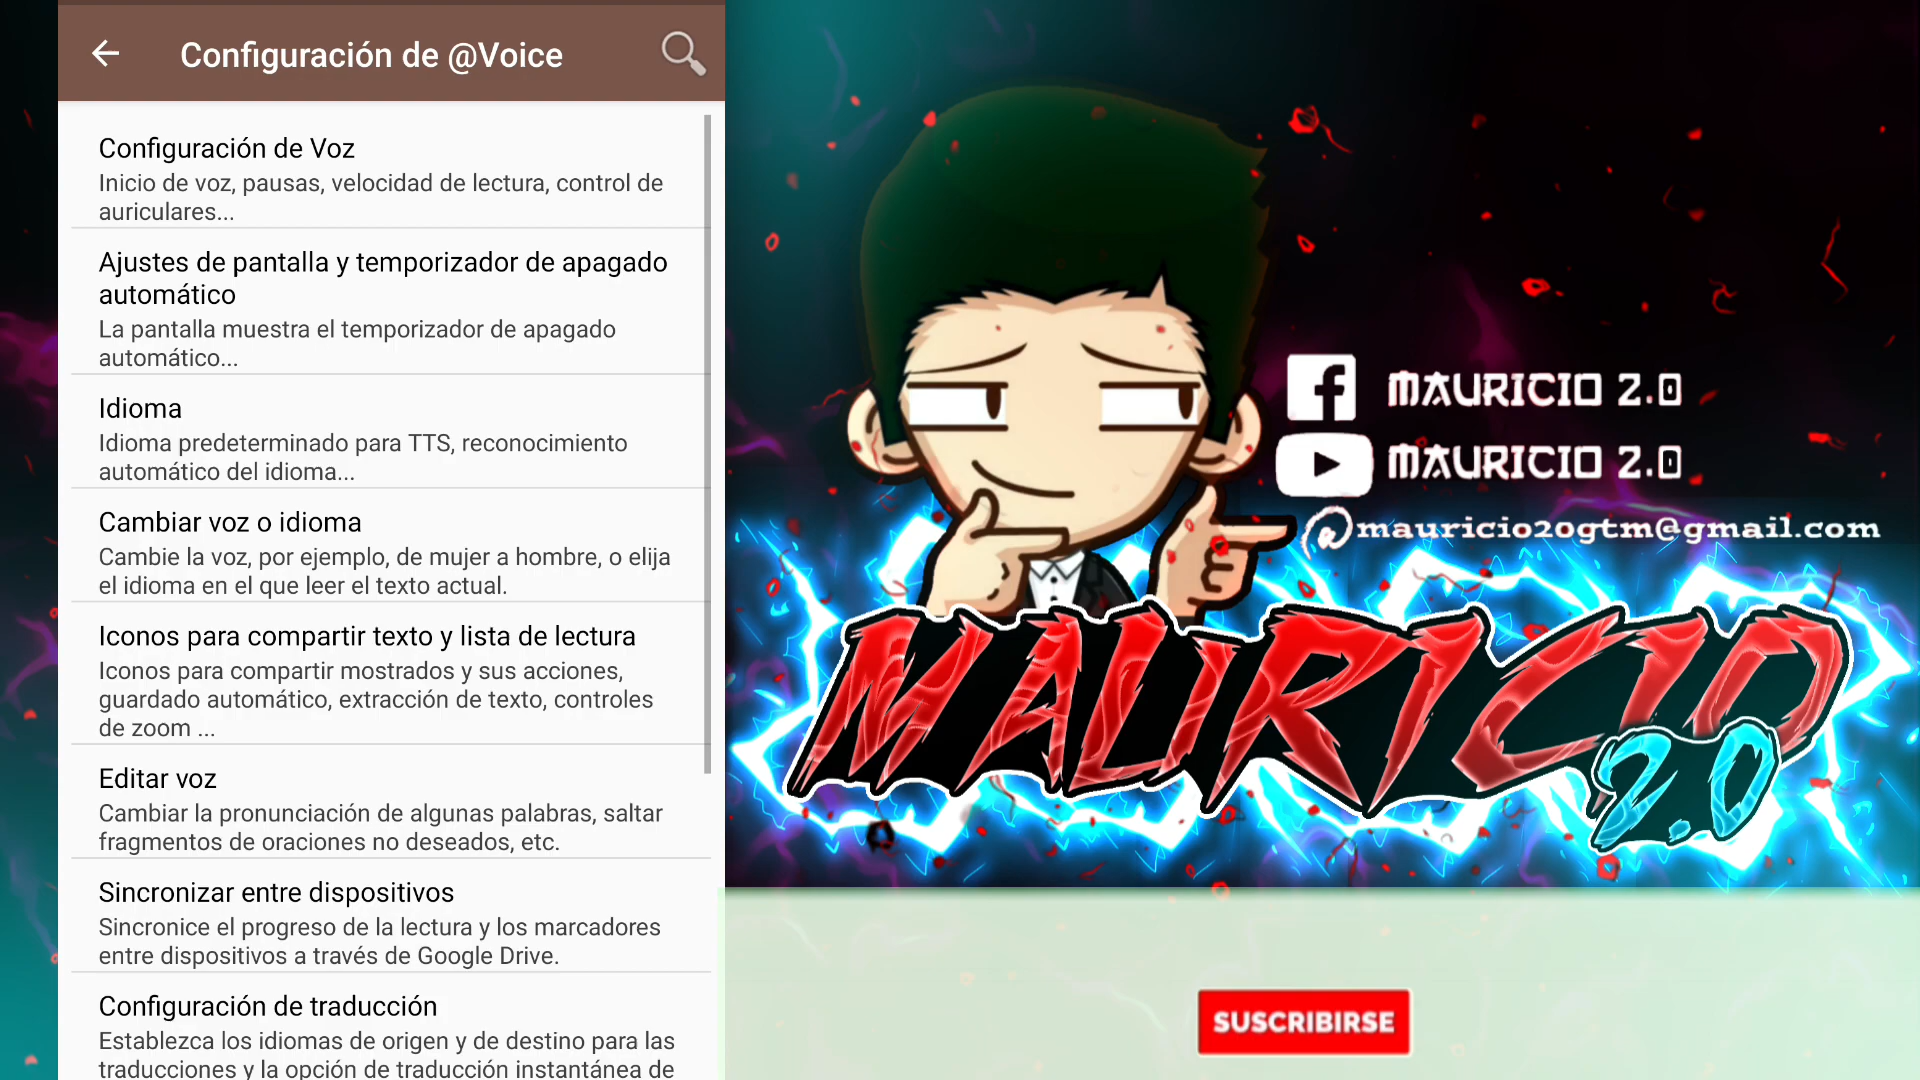 Configuración de @Voice
Configuración de Voz
Inicio de voz, pausas, velocidad de lectura, control de
auriculares...
Ajustes de pantalla y temporizador de apagado
automático
La pantalla muestra el temporizador de apagado
automático...
Idioma
Idioma predeterminado para TTS, reconocimiento
automático del idioma...
Cambiar voz o idioma
Cambie la voz, por ejemplo, de mujer a hombre, o elija
el idioma en el que leer el texto actual.
Iconos para compartir texto y lista de lectura
Iconos para compartir mostrados y sus acciones,
guardado automático, extracción de texto, controles
de zoom ...
Editar voz
Cambiar la pronunciación de algunas palabras, saltar
fragmentos de oraciones no deseados, etc.
Sincronizar entre dispositivos
Sincronice el progreso de la lectura y los marcadores
entre dispositivos a través de Google Drive.
Configuración de traducción
Establezca los idiomas de origen y de destino para las
traducciones y la opción de traducción instantánea de
MAURICIO 2.0
MAURICIO 2.0
@mauricio20gtm@gmail.com
MAURICIO
2.0
SUSCRIBIRSE